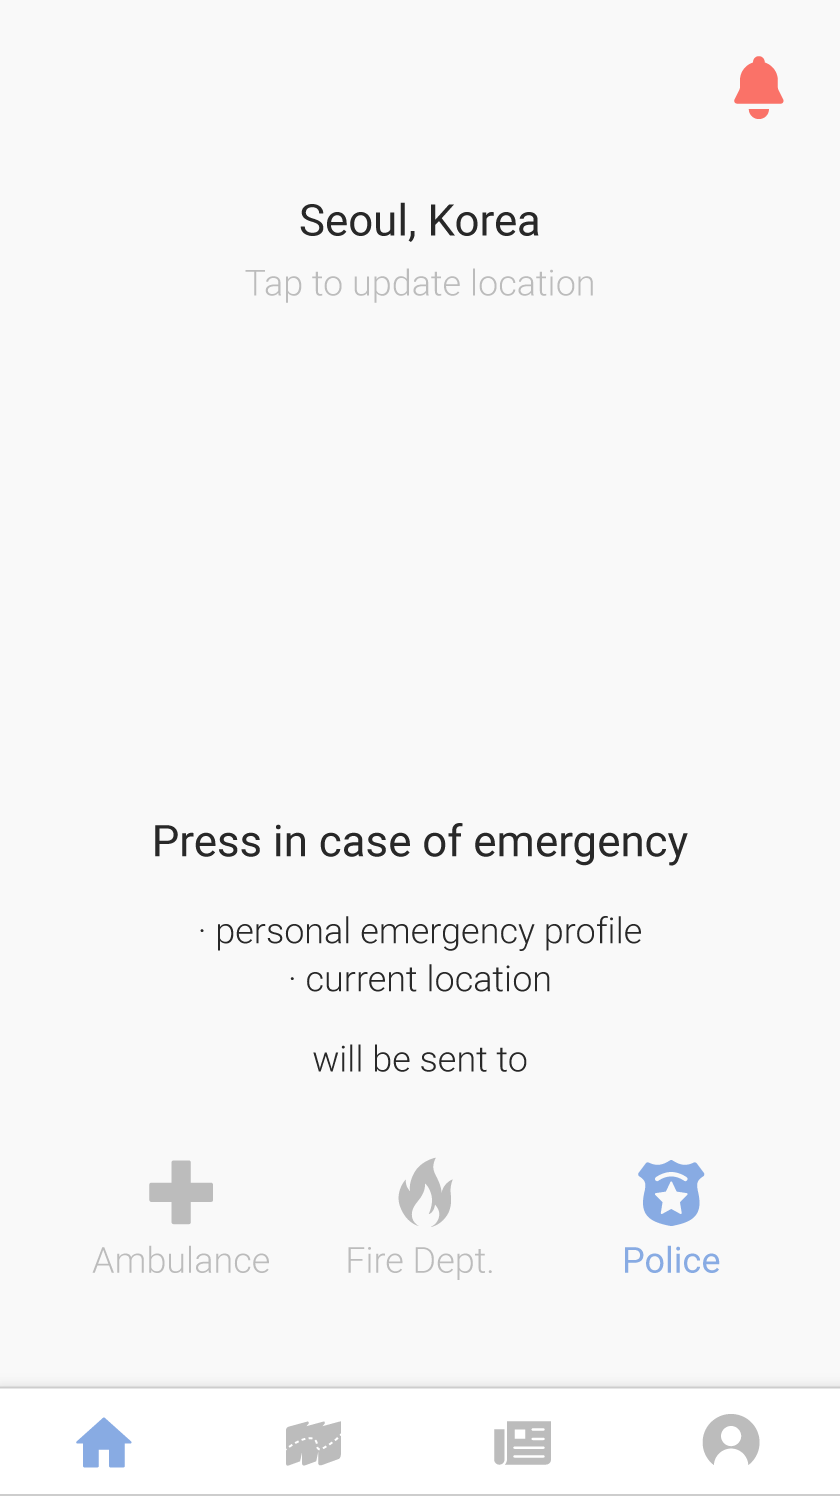 Seoul, Korea
Tap to update location
Press in case of emergency
· personal emergency profile
· current location
will be sent to
Ambulance
Fire Dept.
Police